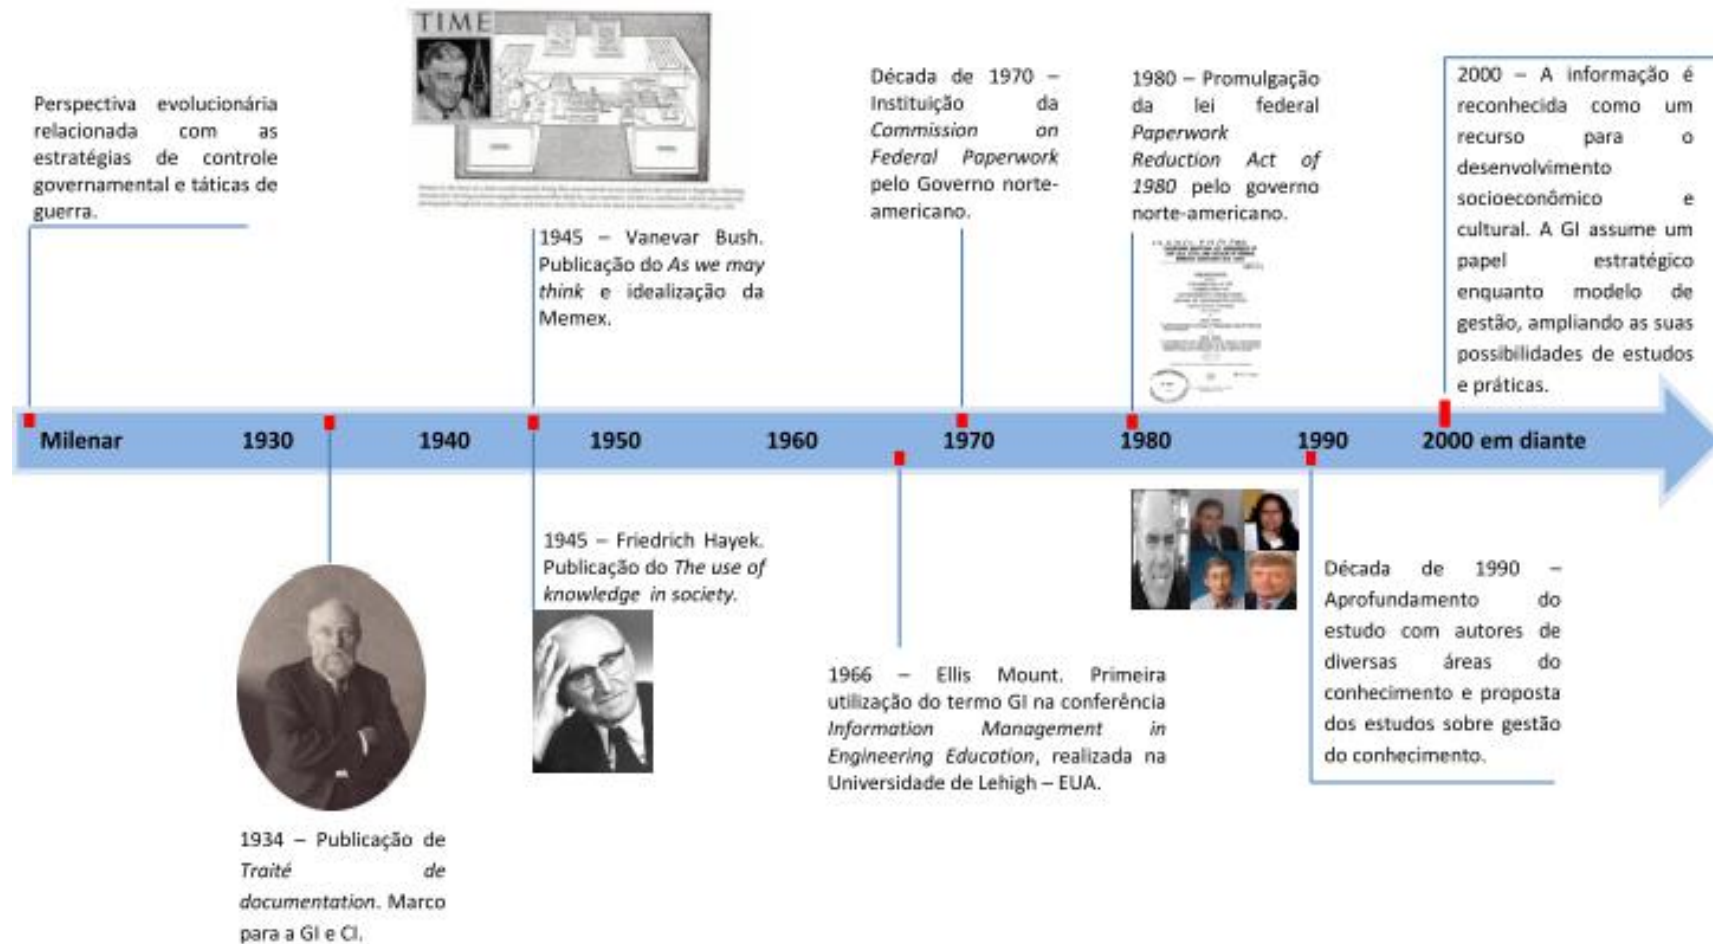 TIME
Perspectiva evolucionária
relacionada com as
estratégias de controle
governamental e táticas de
guerra.
1945 – Vanevar Bush.
Publicação do As we may
think e idealização da
Memex.
Década de 1970 –
Instituição da
Commission on
Federal Paperwork
pelo Governo norte-
americano.
1980 – Promulgação
da lei federal
Paperwork
Reduction Act of
1980 pelo governo
norte-americano.
2000 – A informação é
reconhecida como um
recurso para o
desenvolvimento
socioeconômico e
cultural. A GI assume um
papel estratégico
enquanto modelo de
gestão, ampliando as suas
possibilidades de estudos
e práticas.
Milenar 1930 1940 1950 1960 1970 1980 1990 2000 em diante
1934 – Publicação de
Traité de
documentation. Marco
para a GI e CI.
1945 – Friedrich Hayek.
Publicação do The use of
knowledge in society.
1966 – Ellis Mount. Primeira
utilização do termo GI na conferência
Information Management in
Engineering Education, realizada na
Universidade de Lehigh – EUA.
Década de 1990 –
Aprofundamento do
estudo com autores de
diversas áreas do
conhecimento e proposta
dos estudos sobre gestão
do conhecimento.